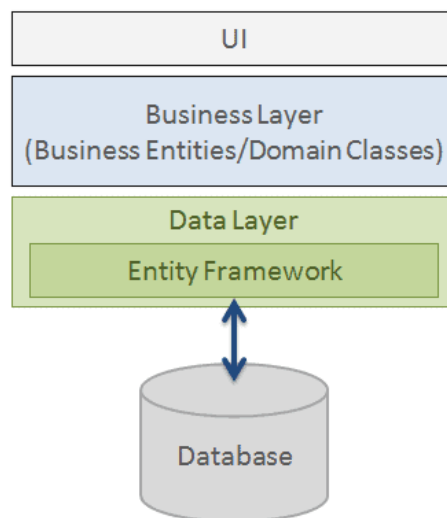 UI
Business Layer
(Business Entities/Domain Classes)
Data Layer
Entity Framework
Database